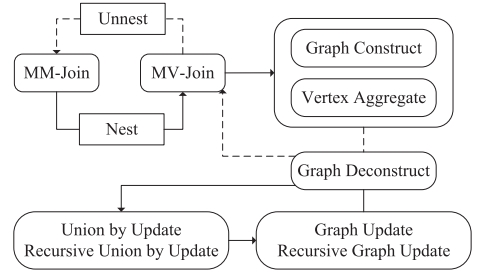 Unnest
MM-Join
MV-Join
Nest
Graph Construct
Vertex Aggregate
Graph Deconstruct
Union by Update
Recursive Union by Update
Graph Update
Recursive Graph Update